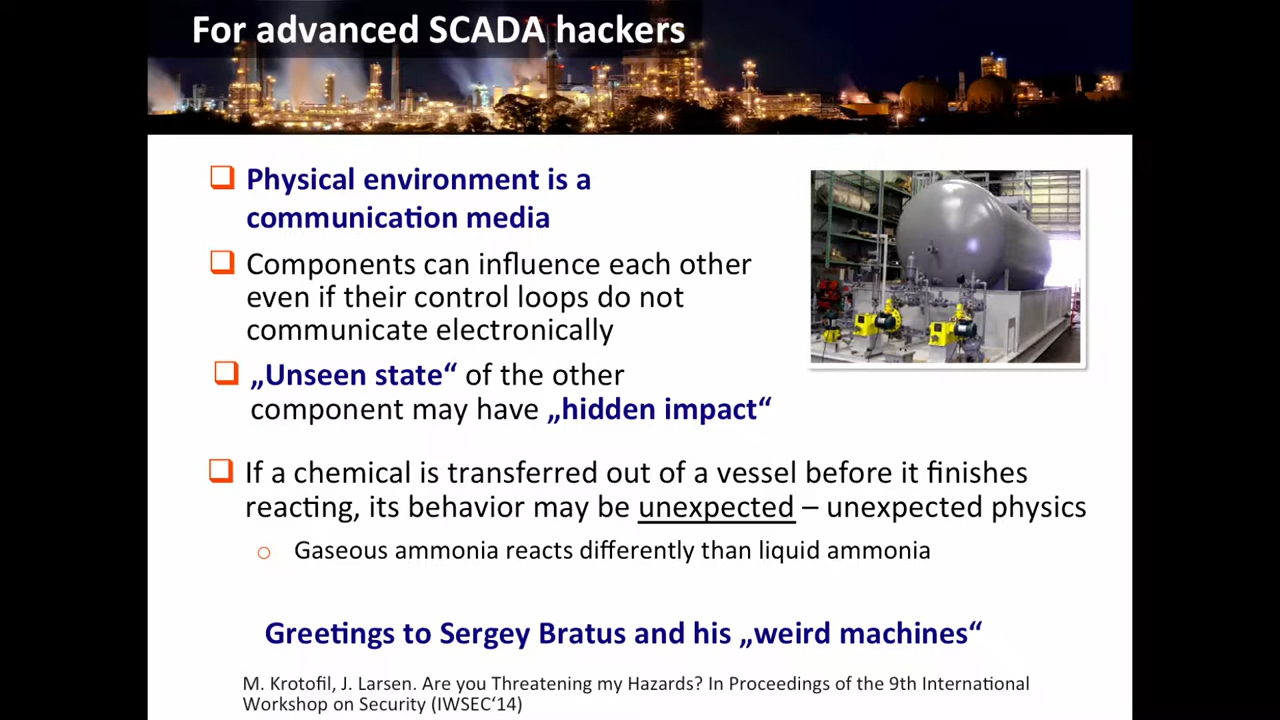 For advanced SCADA hackers
Physical environment is a
communication media
Components can influence each other
even if their control loops do not
communicate electronically
„Unseen state“ of the other
component may have „hidden impact“
If a chemical is transferred out of a vessel before it finishes
reacting, its behavior may be unexpected – unexpected physics
Gaseous ammonia reacts differently than liquid ammonia
Greetings to Sergey Bratus and his „weird machines“
M. Krotofil, J. Larsen. Are you Threatening my Hazards? In Proceedings of the 9th International
Workshop on Security (IWSEC‘14)